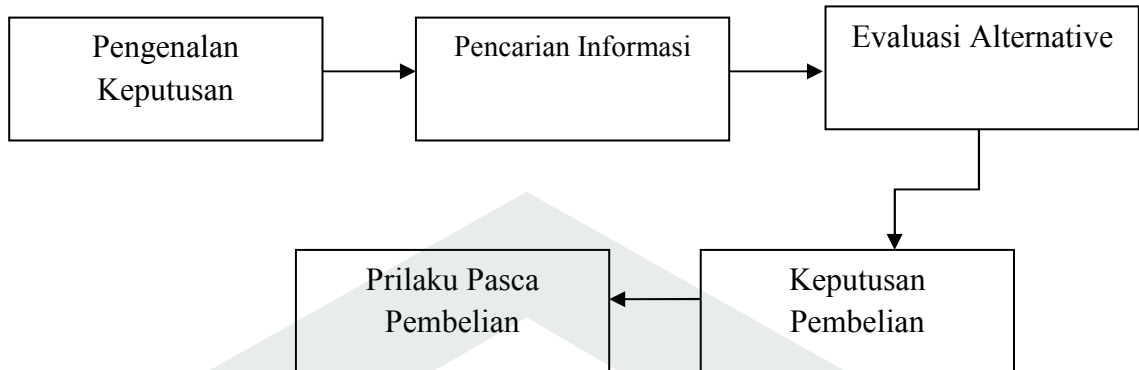 Pengenalan
Keputusan
Pencarian Informasi
Evaluasi Alternative
Keputusan
Pembelian
Prilaku Pasca
Pembelian